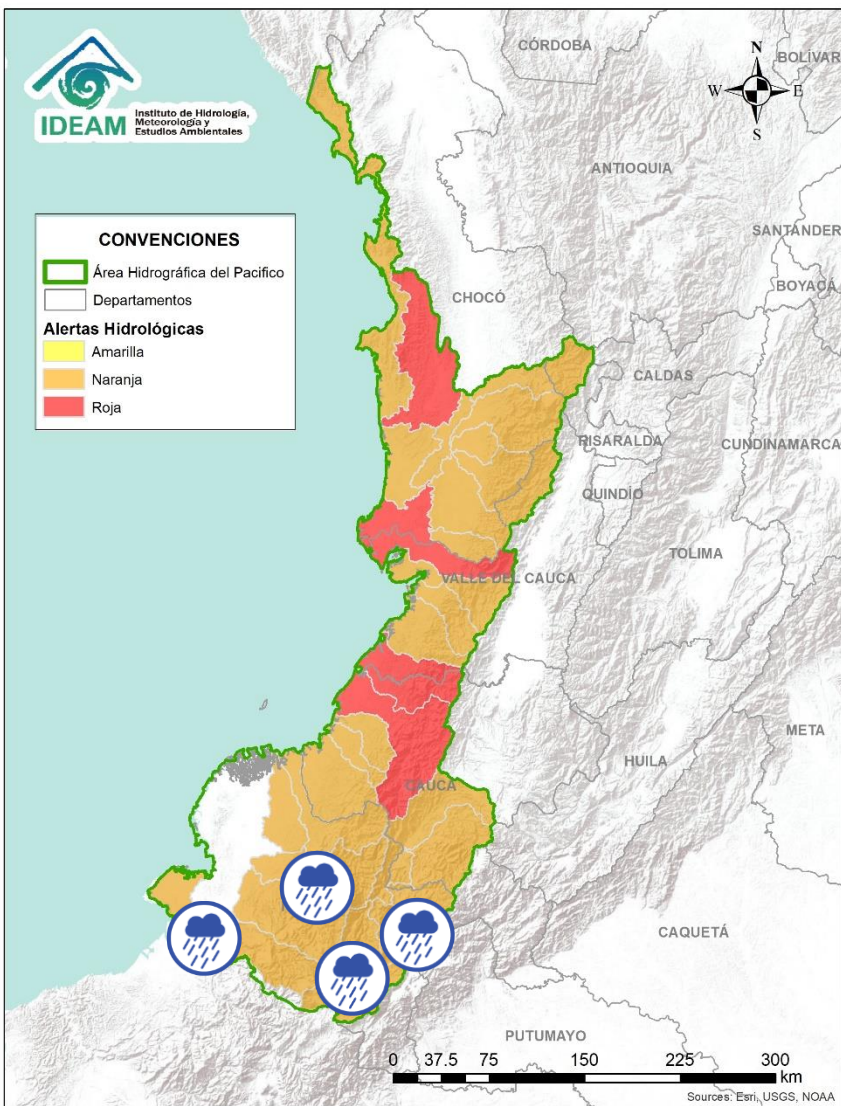 IDEAM
Instituto de Hidrología,
Meteorología y
Estudios Ambientales
N
W
E
S
CÓRDOBA
BOLÍVAR
ANTIOQUIA
SANTANDER
BOYACÁ
CHOCÓ
CALDAS
RISARALDA
CUNDINAMARCA
QUINDÍO
TOLIMA
VALLE DEL CAUCA
META
HUILA
CAUCA
CAQUETÁ
PUTUMAYO
CONVENCIONES
Área Hidrográfica del Pacifico
Departamentos
Alertas Hidrológicas
Amarilla
Naranja
Roja
0 37.5 75 150 225 300
km
Sources: Esri, USGS, NOAA